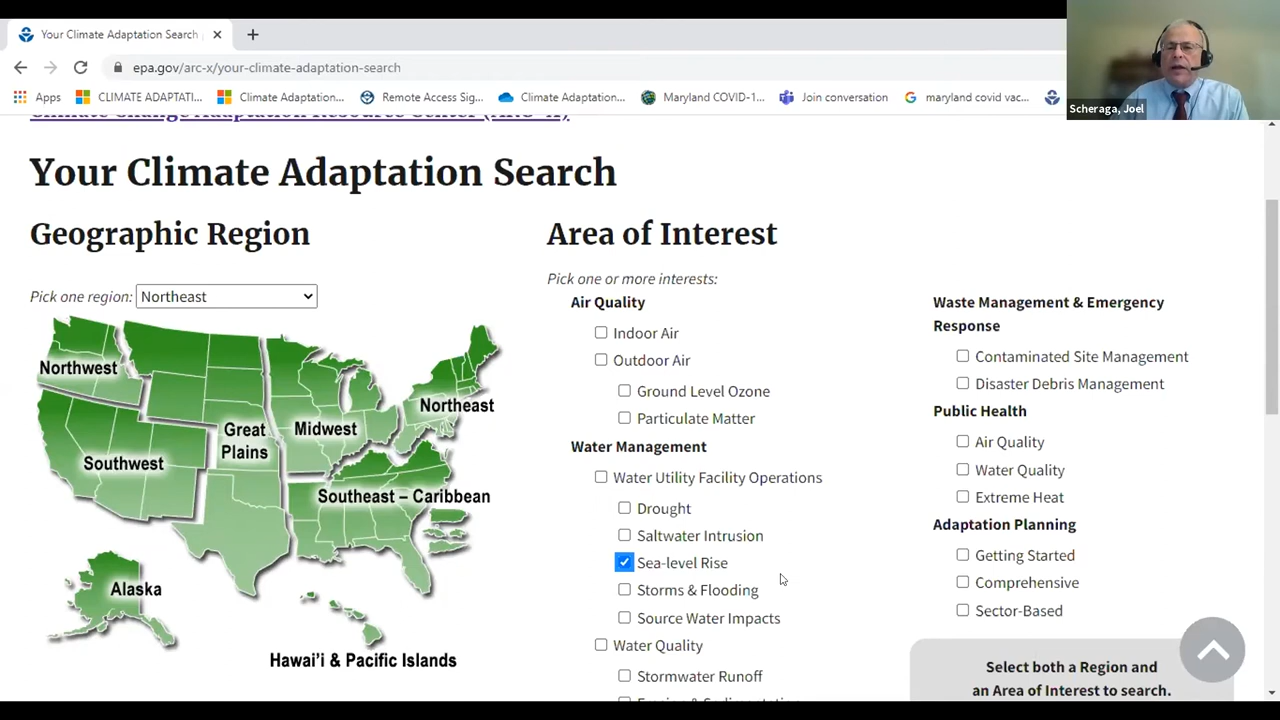 Your Climate Adaptation Search
epa.gov/arc-x/your-climate-adaptation-search
Apps
CLIMATE ADAPTATI...
Climate Adaptation...
Remote Access Sig...
Climate Adaptation...
Maryland COVID-1...
Join conversation
maryland covid vac...
Scheraga, Joel
Climate Change Adaptation Resource Center (ARC-X)
Your Climate Adaptation Search
Geographic Region
Pick one region: Northeast
Northwest
Southwest
Great
Plains
Midwest
Northeast
Southeast – Caribbean
Alaska
Hawai'i & Pacific Islands
Area of Interest
Pick one or more interests:
Air Quality
Indoor Air
Outdoor Air
Ground Level Ozone
Particulate Matter
Water Management
Water Utility Facility Operations
Drought
Saltwater Intrusion
Sea-level Rise
Storms & Flooding
Source Water Impacts
Water Quality
Stormwater Runoff
Waste Management & Emergency
Response
Contaminated Site Management
Disaster Debris Management
Public Health
Air Quality
Water Quality
Extreme Heat
Adaptation Planning
Getting Started
Comprehensive
Sector-Based
Select both a Region and
an Area of Interest to search.